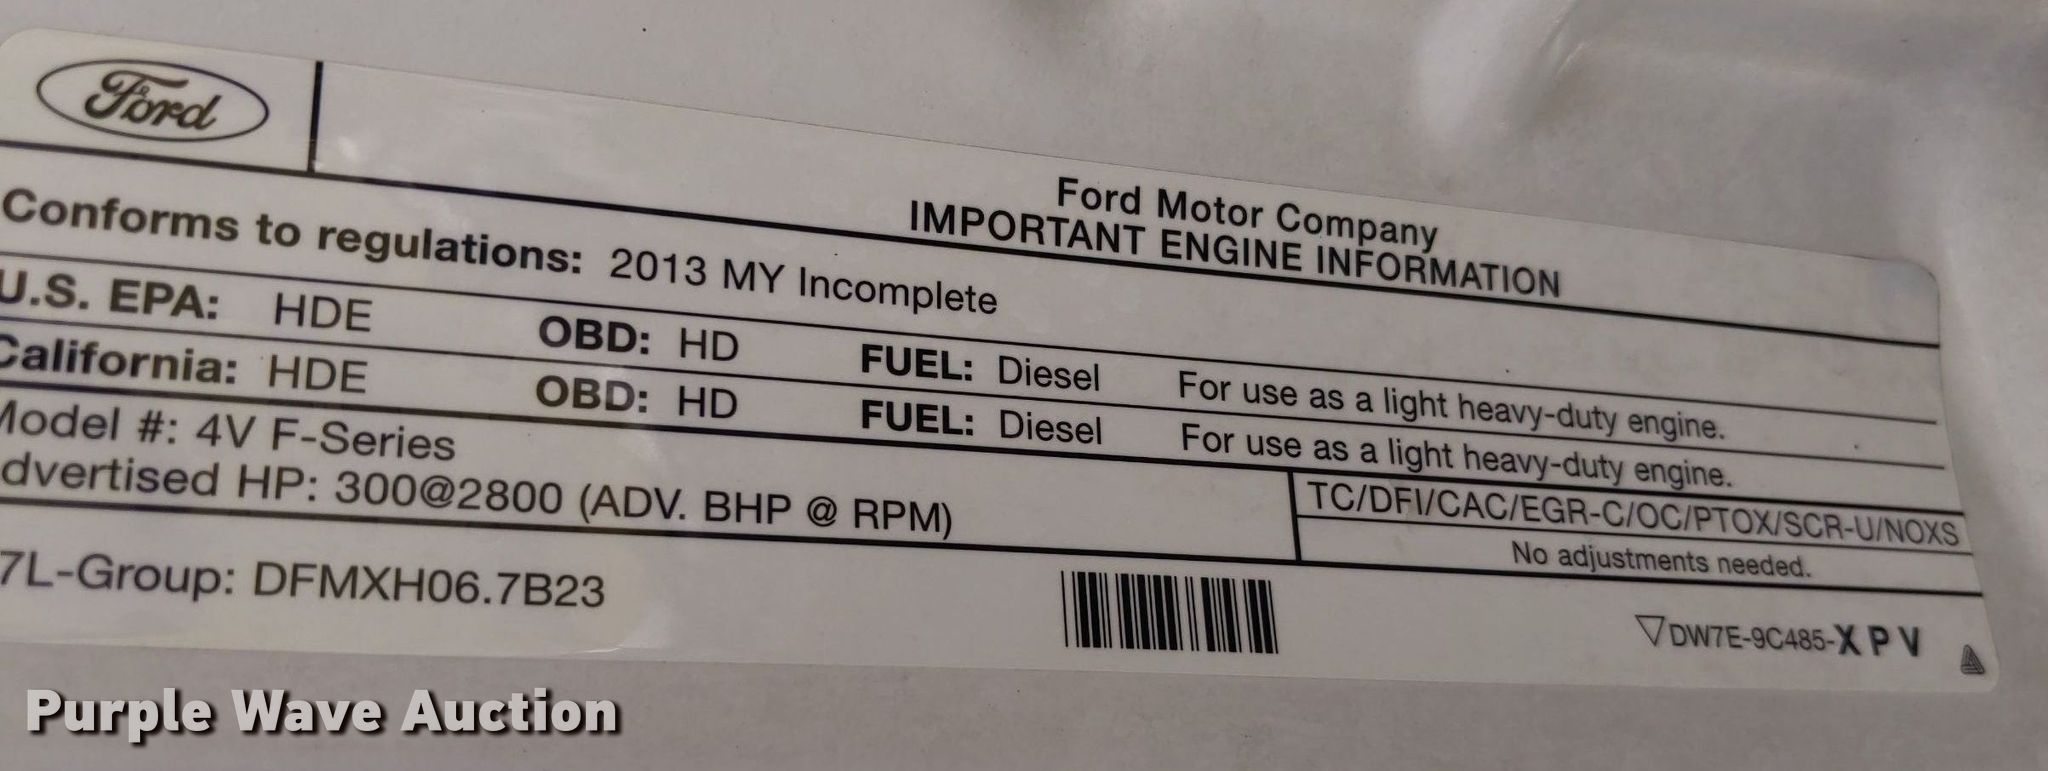 Ford
Ford Motor Company
IMPORTANT ENGINE INFORMATION
Conforms to regulations: 2013 MY Incomplete
U.S. EPA: HDE OBD: HD FUEL: Diesel For use as a light heavy-duty engine.
California: HDE OBD: HD FUEL: Diesel For use as a light heavy-duty engine.
Model #: 4V F-Series
dvertised HP: 300@2800 (ADV. BHP @ RPM)
TC/DFI/CAC/EGR-C/OC/PTOX/SCR-U/NOXS
No adjustments needed.
7L-Group: DFMXH06.7B23
DW7E-9C485-XPV
Purple Wave Auction